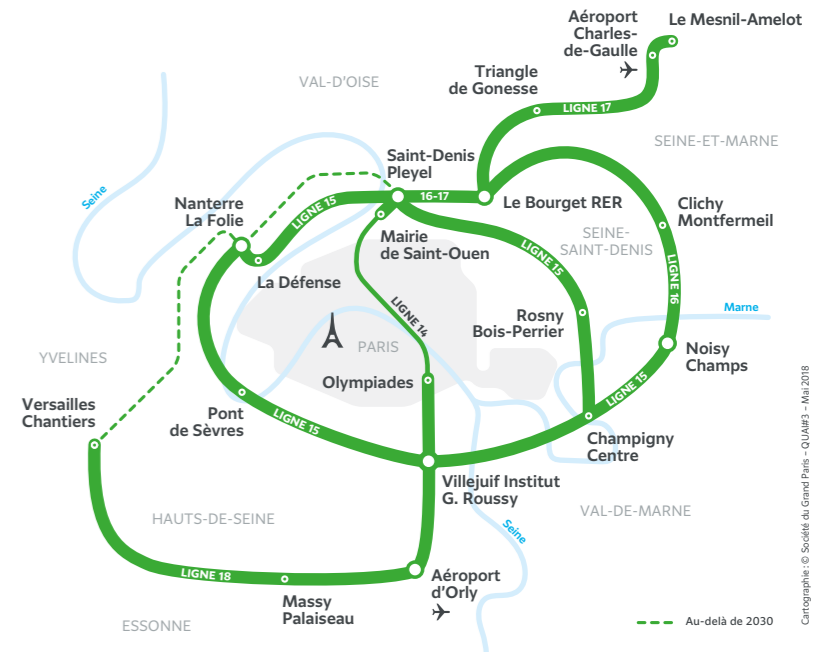 Aéroport
Charles-
de-Gaulle
Le Mesnil-Amelot
Triangle
de Gonesse
VAL-D'OISE
LIGNE 17
SEINE-ET-MARNE
Saint-Denis
Pleyel
Seine
Nanterre
La Folie
LIGNE 15
16-17
Le Bourget RER
Clichy
Montfermeil
Mairie
de Saint-Ouen
SEINE-
SAINT-DENIS
LIGNE 15
La Défense
LIGNE 16
LIGNE 14
Rosny
Bois-Perrier
Marne
PARIS
YVELINES
Noisy
Champs
Olympiades
LIGNE 15
Versailles
Chantiers
Pont
de Sèvres
LIGNE 15
Champigny
Centre
Villejuif Institut
G. Roussy
HAUTS-DE-SEINE
VAL-DE-MARNE
Seine
LIGNE 18
Aéroport
d'Orly
Massy
Palaiseau
ESSONNE
Au-delà de 2030
Cartographie : © Société du Grand Paris – QUAI#3 – Mai 2018